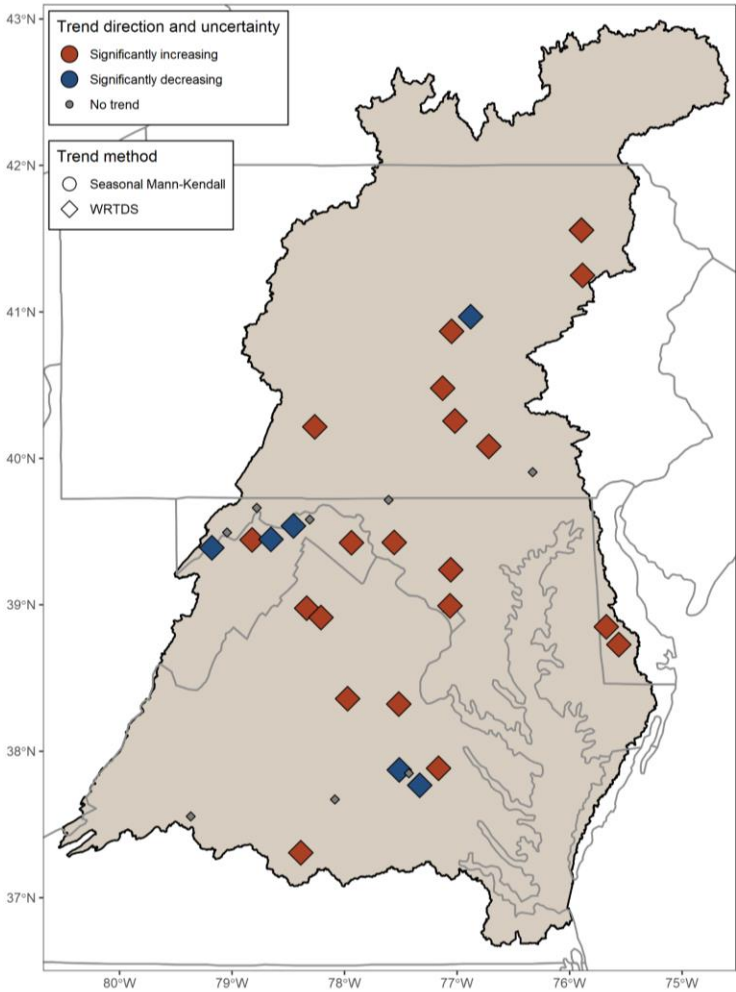 Trend direction and uncertainty
Significantly increasing
Significantly decreasing
No trend
Trend method
Seasonal Mann-Kendall
WRTDS
43°N
42°N
41°N
40°N
39°N
38°N
37°N
80°W 79°W 78°W 77°W 76°W 75°W